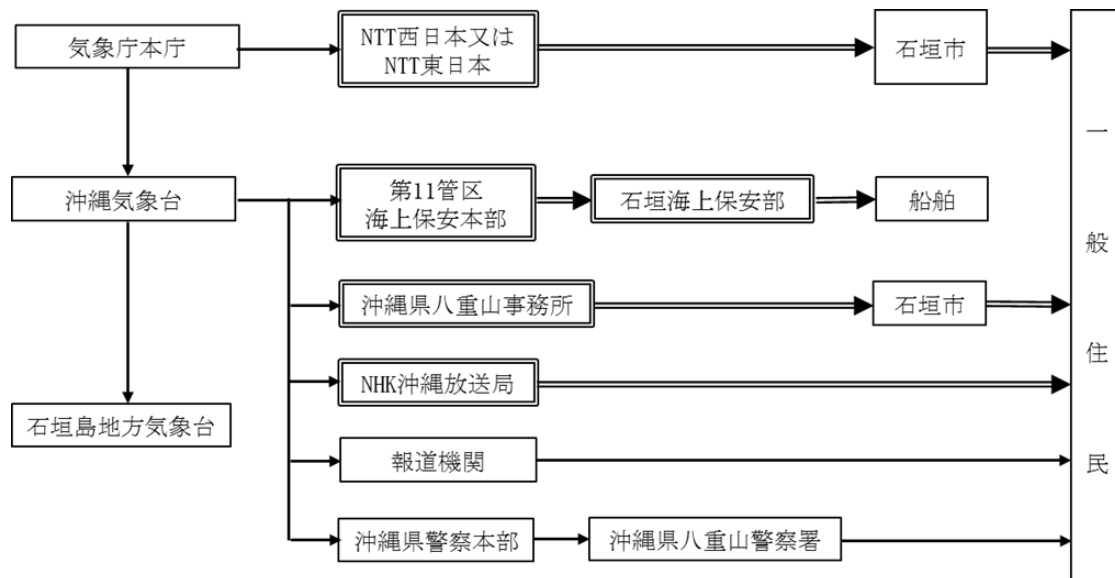 気象庁本庁
NTT西日本又は
NTT東日本
石垣市
沖縄気象台
第11管区
海上保安本部
石垣海上保安部
船舶
沖縄県八重山事務所
石垣市
NHK沖縄放送局
石垣島地方気象台
報道機関
沖縄県警察本部
沖縄県八重山警察署
一般住民